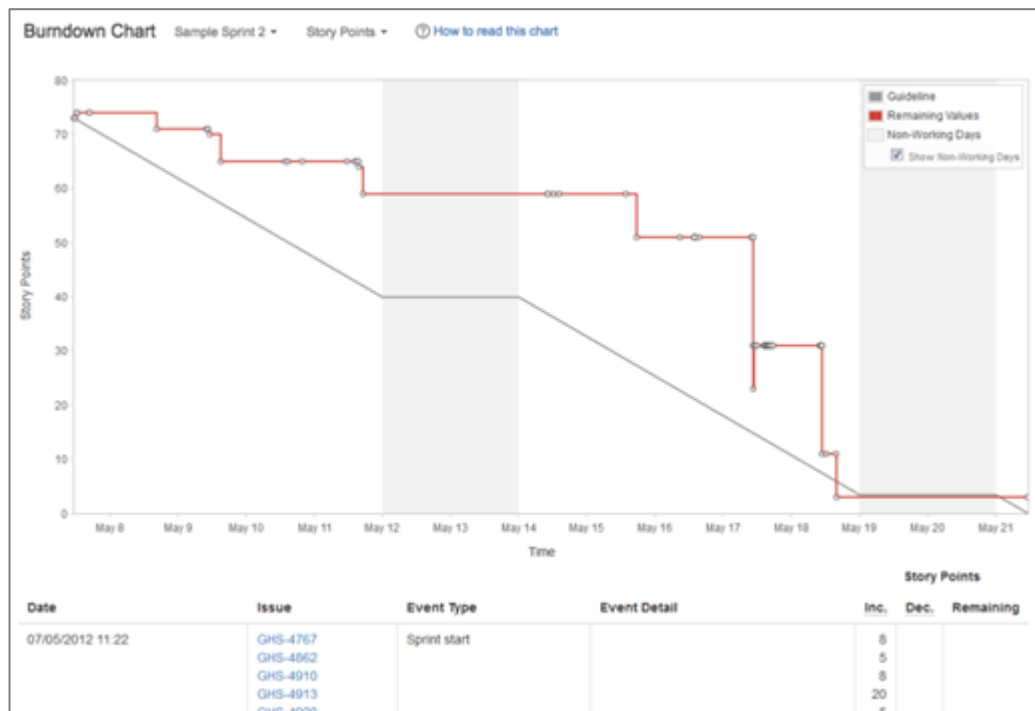 Burndown Chart Sample Sprint 2 Story Points How to read this chart
80
Guideline
Remaining Values
Non-Working Days
Show Non-Working Days
70
60
50
40
30
20
10
0
Story Points
May 8 May 9 May 10 May 11 May 12 May 13 May 14 May 15 May 16 May 17 May 18 May 19 May 20 May 21
Time
Story Points
Date Issue Event Type Event Detail Inc. Dec. Remaining
07/05/2012 11:22 GHS-4767 Sprint start 8
GHS-4862 5
GHS-4910 8
GHS-4913 20